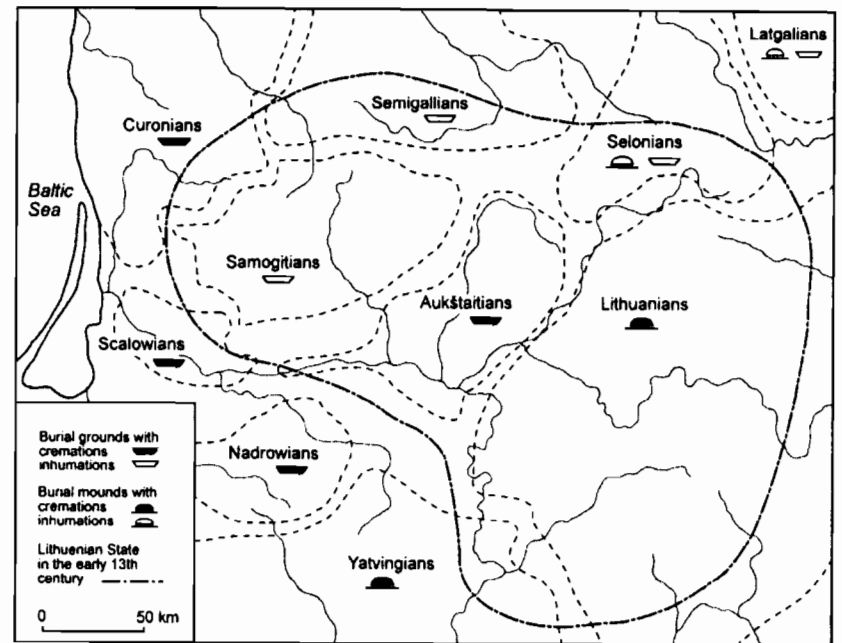 Latgalians
Semigallians
Curonians
Selonians
Baltic
Sea
Samogitians
Aukštaitians
Lithuanians
Scalowians
Nadrowians
Yatvingians
Burial grounds with
cremations
inhumations
Burial mounds with
cremations
inhumations
Lithuenian State
in the early 13th
century
0 50 km